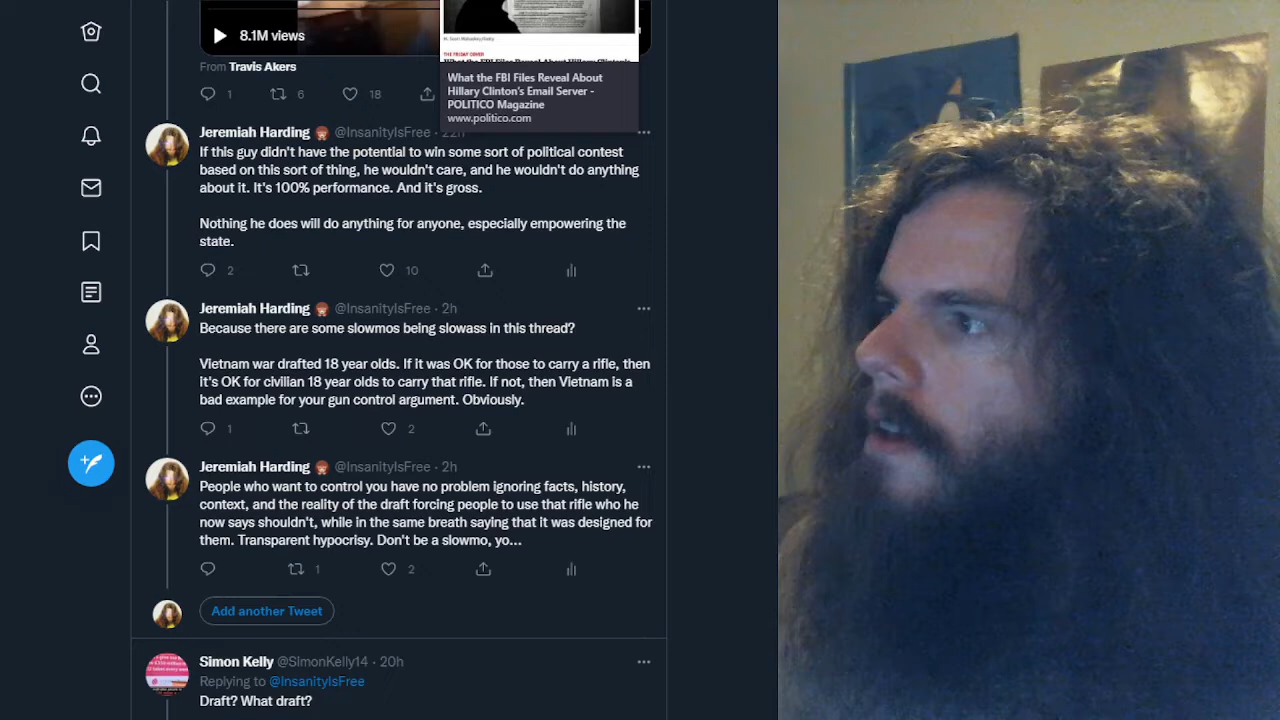 8.1M views
THE FRIDAY COVER
What the FBI Files Reveal About
Hillary Clinton's Email Server -
POLITICO Magazine
www.politico.com
From Travis Akers
1 6 18
Jeremiah Harding @InsanityIsFree · 22h
If this guy didn't have the potential to win some sort of political contest
based on this sort of thing, he wouldn't care, and he wouldn't do anything
about it. It's 100% performance. And it's gross.
Nothing he does will do anything for anyone, especially empowering the
state.
2 10
Jeremiah Harding @InsanityIsFree · 2h
Because there are some slowmos being slowass in this thread?
Vietnam war drafted 18 year olds. If it was OK for those to carry a rifle, then
it's OK for civilian 18 year olds to carry that rifle. If not, then Vietnam is a
bad example for your gun control argument. Obviously.
1 2
Jeremiah Harding @InsanityIsFree · 2h
People who want to control you have no problem ignoring facts, history,
context, and the reality of the draft forcing people to use that rifle who he
now says shouldn't, while in the same breath saying that it was designed for
them. Transparent hypocrisy. Don't be a slowmo, yo...
1 2
Add another Tweet
Simon Kelly @SimonKelly14 · 20h
Replying to @InsanityIsFree
Draft? What draft?